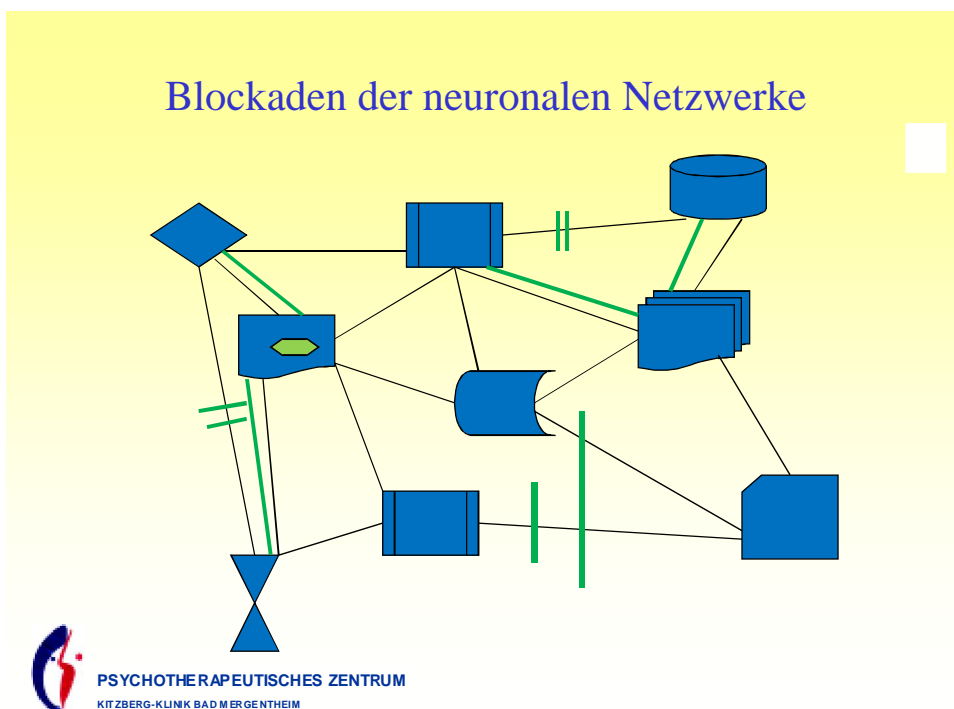 Blockaden der neuronalen Netzwerke
PSYCHOTHERAPEUTISCHES ZENTRUM
KITZBERG-KLINIK BAD MERGENTHEIM